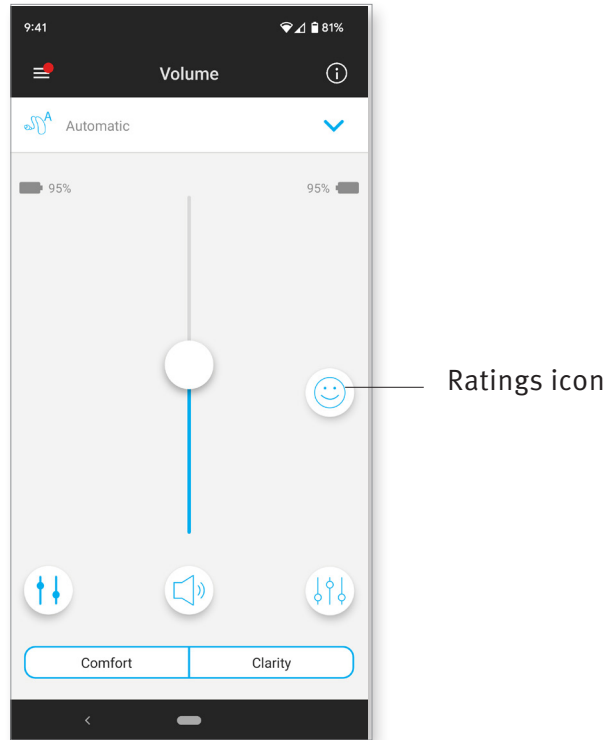 9:41
81%
Volume
A
Automatic
95%
95%
Ratings icon
Comfort
Clarity